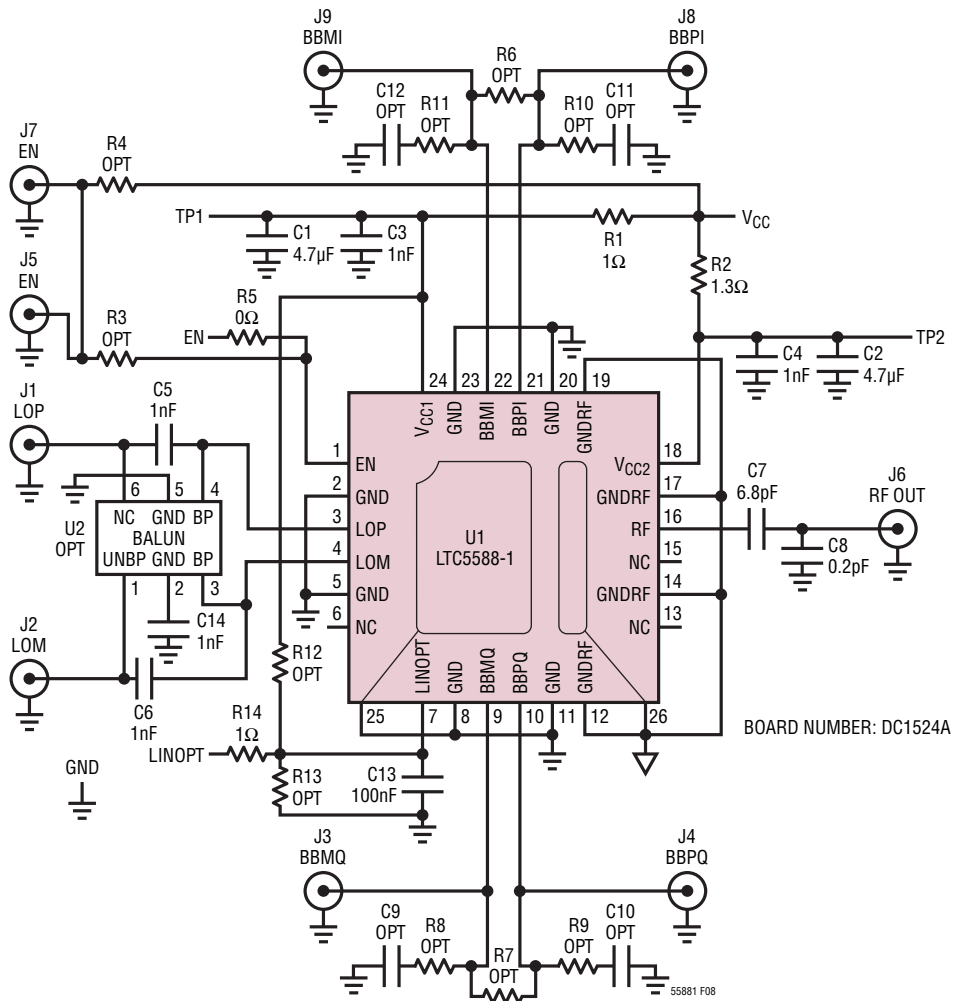 J9
BBMI
J8
BBPI
R6
OPT
C12
OPT
R11
OPT
R10
OPT
C11
OPT
J7
EN
R4
OPT
TP1
C1
4.7µF
C3
1nF
R1
1Ω
VCC
J5
EN
R5
0Ω
R2
1.3Ω
R3
OPT
EN
TP2
C4
1nF
C2
4.7µF
J1
LOP
C5
1nF
24
23
22
21
20
19
VCC1
GND
BBMI
BBPI
GND
GNDRF
1
EN
2
GND
3
LOP
4
LOM
5
GND
6
NC
18
VCC2
17
GNDRF
16
RF
15
NC
14
GNDRF
13
NC
U1
LTC5588-1
C7
6.8pF
J6
RF OUT
C8
0.2pF
6
5
4
NC
GND
BP
U2
OPT
BALUN
UNBP
GND
BP
1
2
3
C14
1nF
J2
LOM
C6
1nF
R12
OPT
LINOPT
GND
BBMQ
BBPQ
GND
GNDRF
25
7
8
9
10
11
12
26
BOARD NUMBER: DC1524A
R14
1Ω
LINOPT
GND
R13
OPT
C13
100nF
J3
BBMQ
J4
BBPQ
C9
OPT
R8
OPT
R7
OPT
R9
OPT
C10
OPT
55881 F08